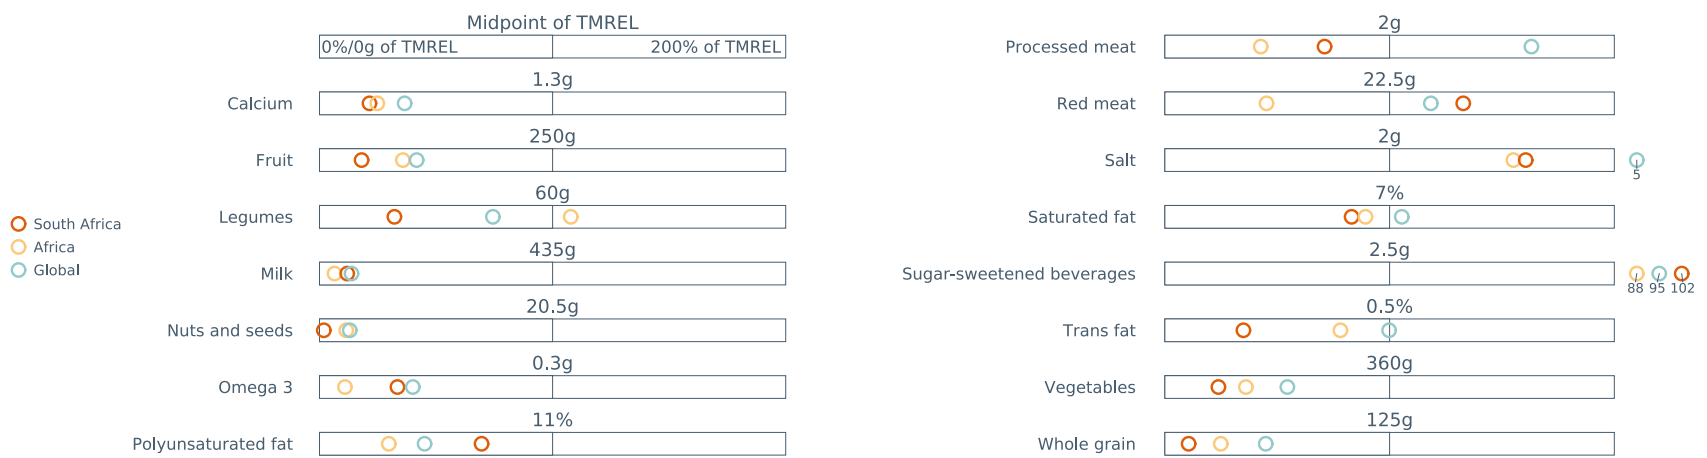 Midpoint of TMREL
0%/0g of TMREL 200% of TMREL
1.3g
Calcium
250g
Fruit
60g
Legumes
435g
Milk
20.5g
Nuts and seeds
0.3g
Omega 3
11%
Polyunsaturated fat
South Africa
Africa
Global
2g
Processed meat
22.5g
Red meat
2g
Salt
5
7%
Saturated fat
2.5g
Sugar-sweetened beverages
88 95 102
0.5%
Trans fat
360g
Vegetables
125g
Whole grain